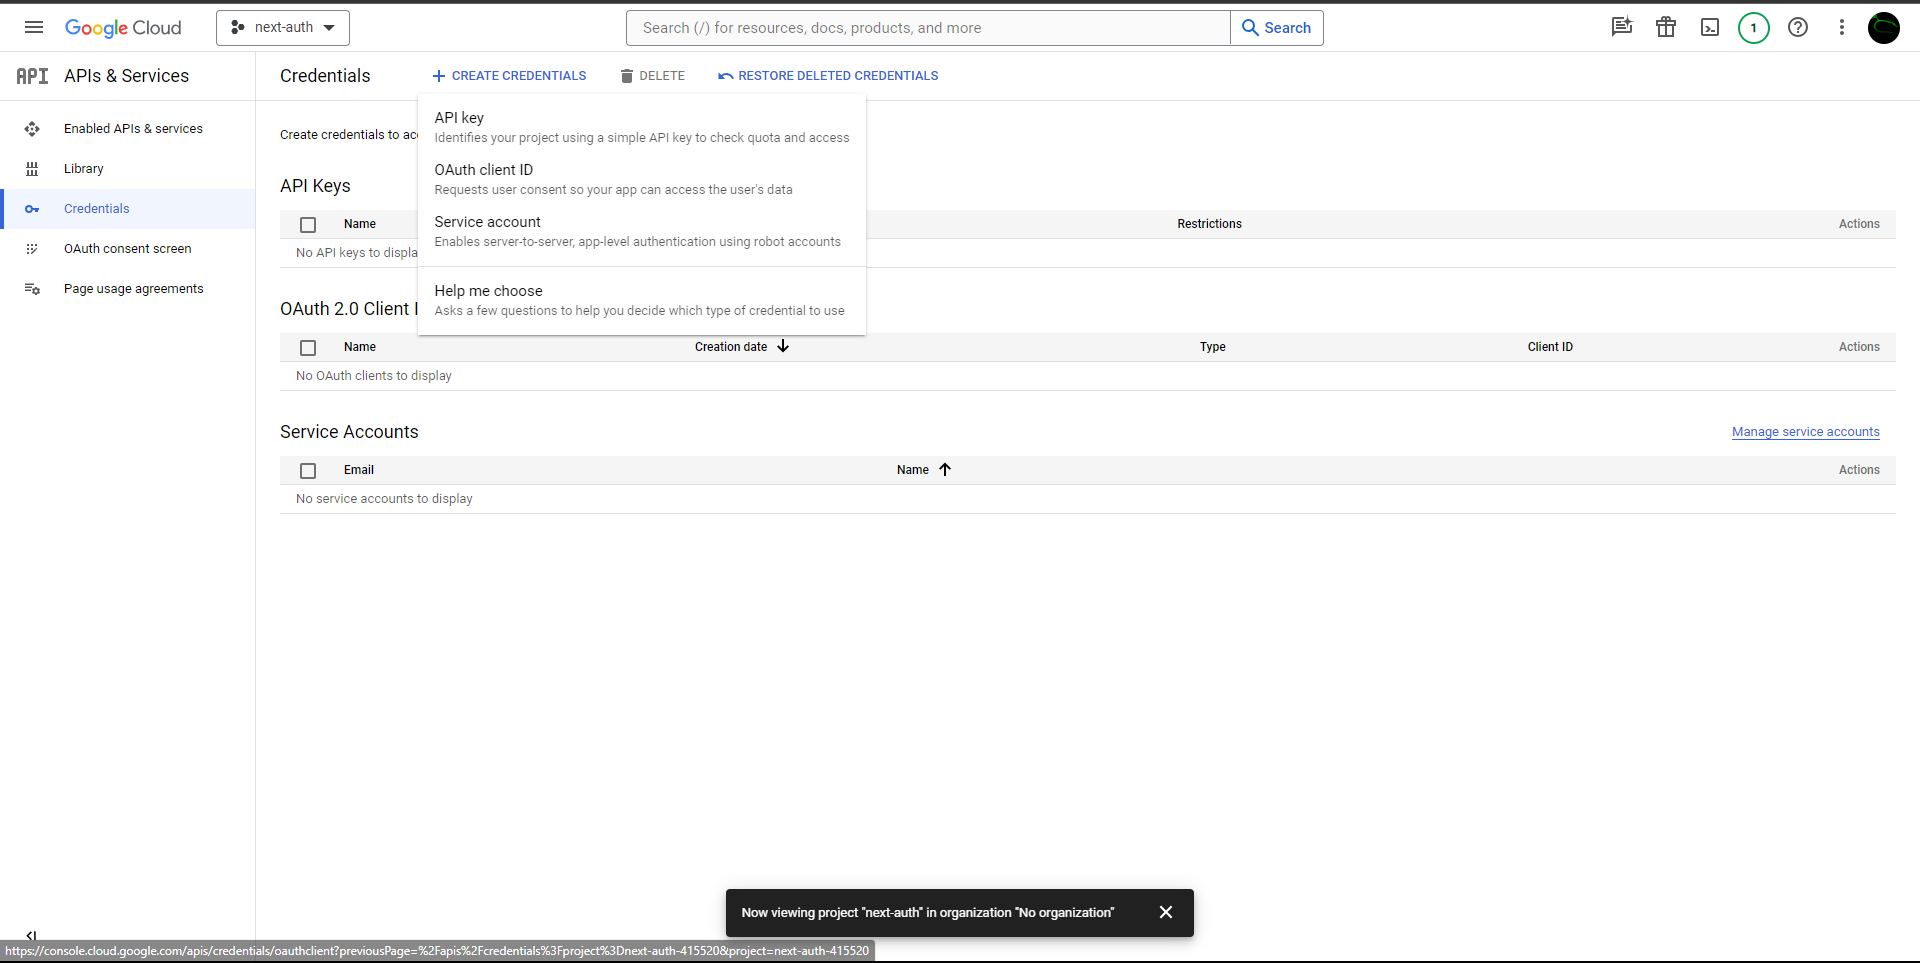 Google Cloud
next-auth
Search (/) for resources, docs, products, and more
Search
1
API
APIs & Services
Credentials
CREATE CREDENTIALS
DELETE
RESTORE DELETED CREDENTIALS
Enabled APIs & services
Library
Credentials
OAuth consent screen
Page usage agreements
Create credentials to acc
API key
Identifies your project using a simple API key to check quota and access
OAuth client ID
Requests user consent so your app can access the user's data
Service account
Enables server-to-server, app-level authentication using robot accounts
Help me choose
Asks a few questions to help you decide which type of credential to use
API Keys
Name
Restrictions
Actions
No API keys to displa
OAuth 2.0 Client I
Name
Creation date
Type
Client ID
Actions
No OAuth clients to display
Service Accounts
Manage service accounts
Email
Name
Actions
No service accounts to display
Now viewing project "next-auth" in organization "No organization"
https://console.cloud.google.com/apis/credentials/oauthclient?previousPage=%2Fapis%2Fcredentials%3Fproject%3Dnext-auth-415520&project=next-auth-415520